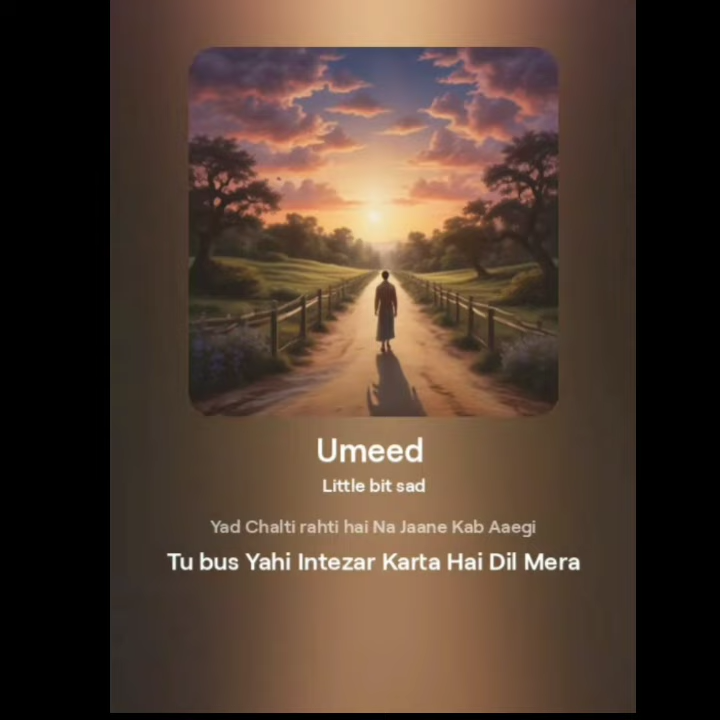 Umeed
Little bit sad
Yad Chalti rahti hai Na Jaane Kab Aaegi
Tu bus Yahi Intezar Karta Hai Dil Mera